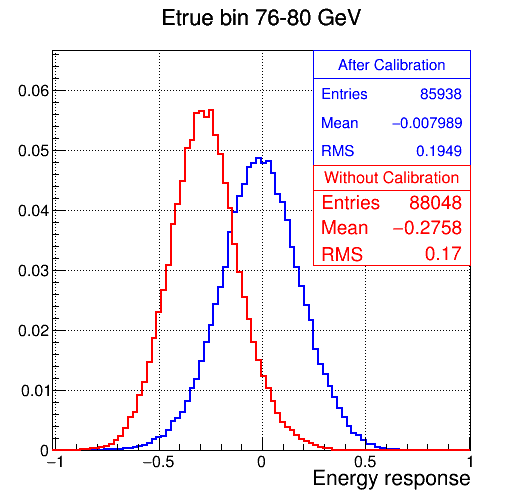 Etrue bin 76-80 GeV
After Calibration
Entries 85938
Mean −0.007989
RMS 0.1949
Without Calibration
Entries 88048
Mean −0.2758
RMS 0.17
0.06
0.05
0.04
0.03
0.02
0.01
0
−1 −0.5 0 0.5 1
Energy response